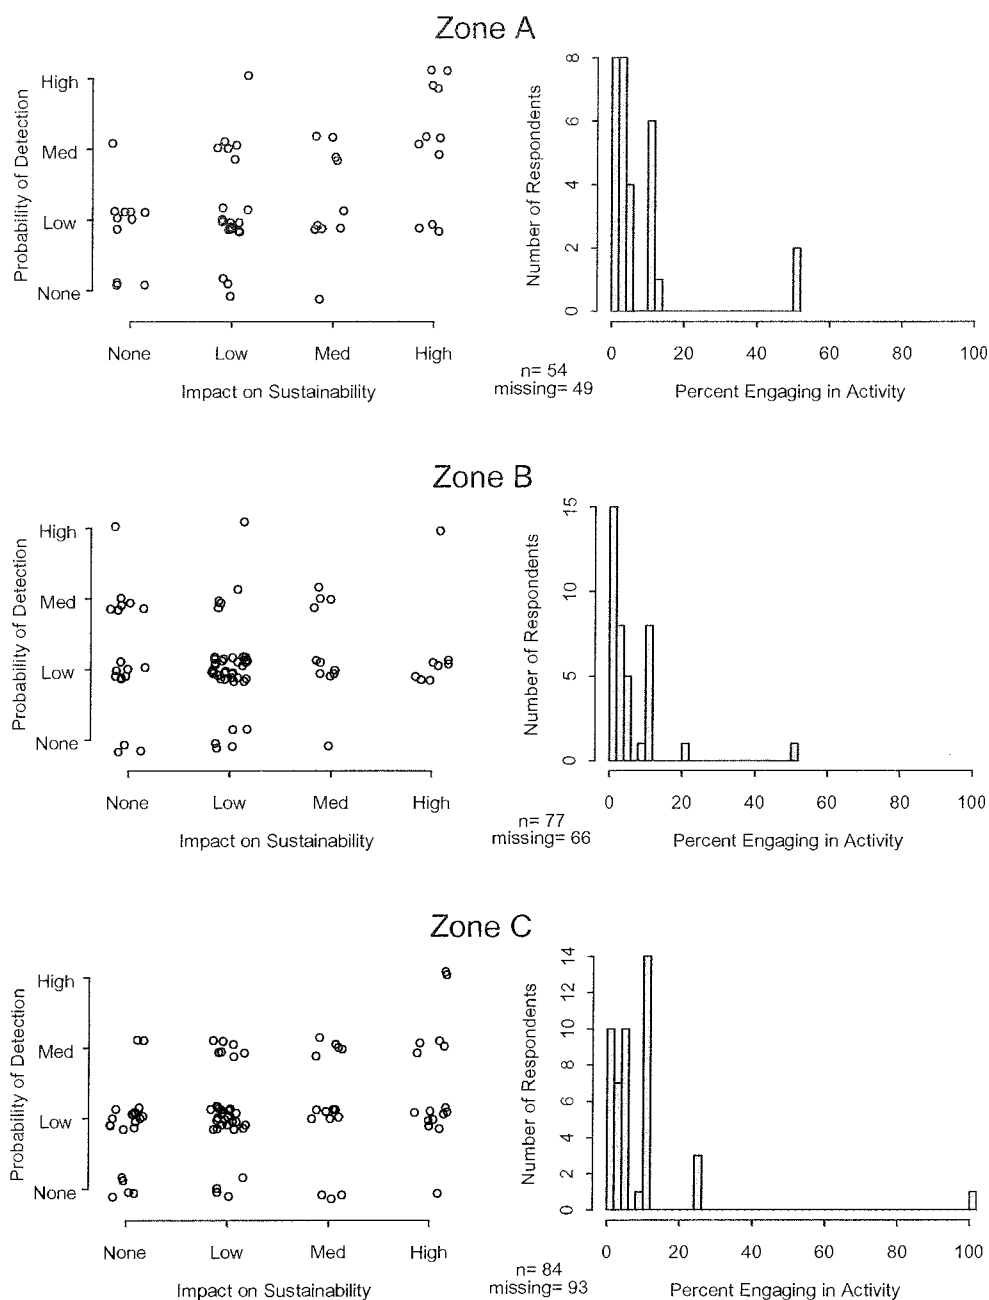 Zone A
Probability of Detection
High
Med
Low
None
None Low Med High
Impact on Sustainability
n= 54
missing= 49
Number of Respondents
8
6
4
2
0
0 20 40 60 80 100
Percent Engaging in Activity
Zone B
Probability of Detection
High
Med
Low
None
None Low Med High
Impact on Sustainability
n= 77
missing= 66
Number of Respondents
15
10
5
0
0 20 40 60 80 100
Percent Engaging in Activity
Zone C
Probability of Detection
High
Med
Low
None
None Low Med High
Impact on Sustainability
n= 84
missing= 93
Number of Respondents
14
12
10
8
6
4
2
0
0 20 40 60 80 100
Percent Engaging in Activity